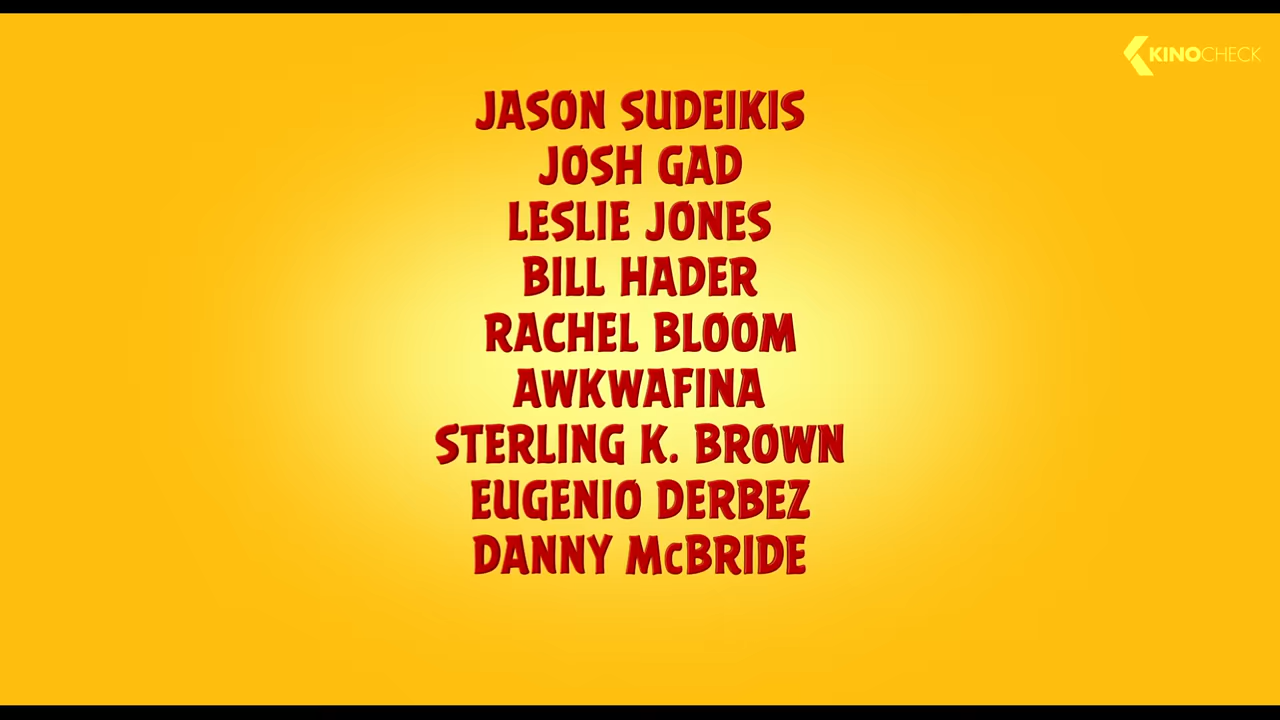 KINOCHECK
JASON SUDEIKIS
JOSH GAD
LESLIE JONES
BILL HADER
RACHEL BLOOM
AWKWAFINA
STERLING K. BROWN
EUGENIO DERBEZ
DANNY McBRIDE